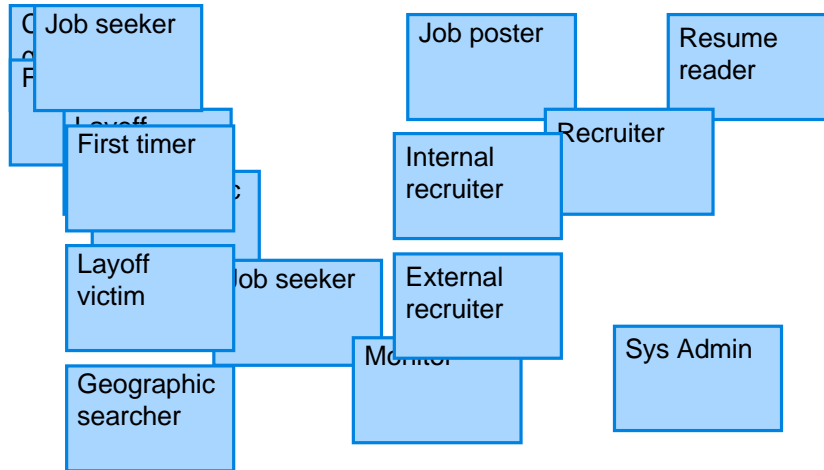 Job seeker
First timer
Layoff
victim
Geographic
searcher
Job seeker
Monitor
Job poster
Internal
recruiter
External
recruiter
Recruiter
Resume
reader
Sys Admin